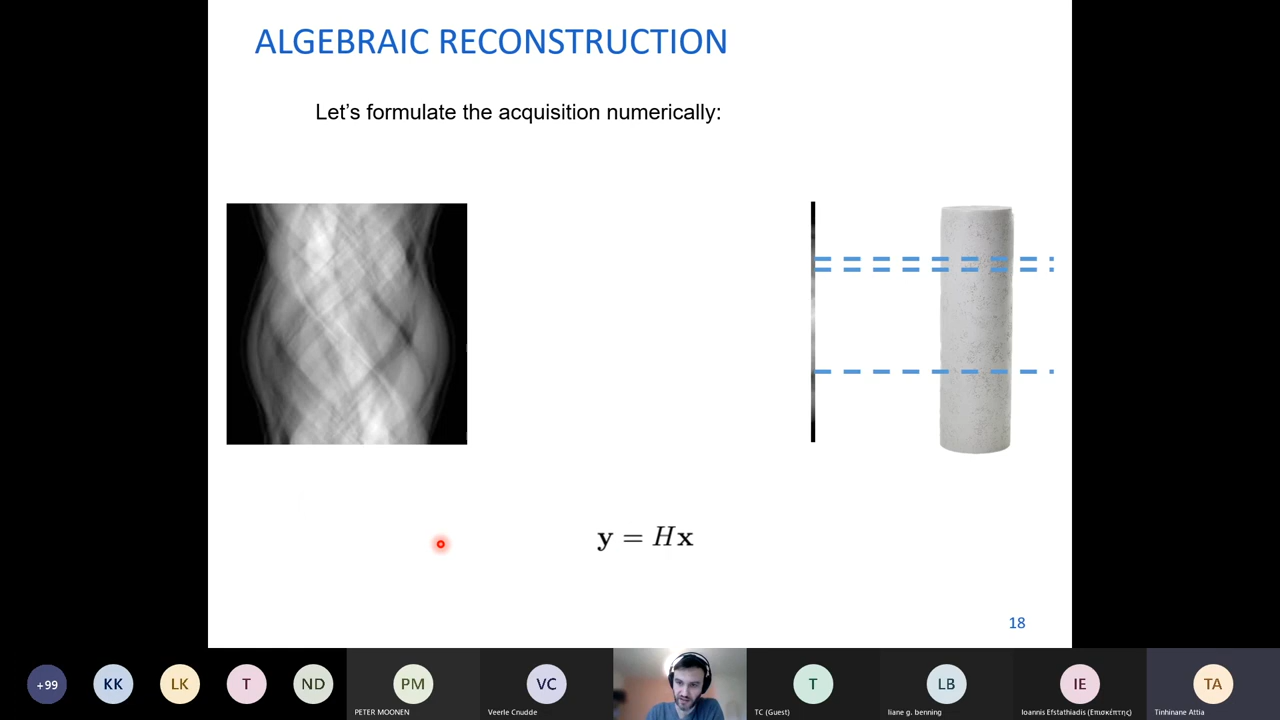 ALGEBRAIC RECONSTRUCTION
Let's formulate the acquisition numerically:
y = Hx
18
+99
KK
LK
T
ND
PM
PETER MOONEN
VC
Veerle Cnudde
T
TC (Guest)
LB
liane g. benning
IE
Ioannis Efstathiadis (Επισκέπτης)
TA
Tinhinane Attia